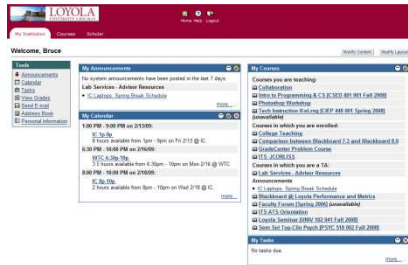 LOYOLA
UNIVERSITY CHICAGO
Home Help Logout
My Institution Courses Scholar
Welcome, Bruce
Modify Content Modify Layout
Tools
Announcements
Calendar
Tasks
View Grades
Send E-mail
Address Book
Personal Information
My Announcements
No system announcements have been posted in the last 7 days.
Lab Services - Advisor Resources
IC Laptops, Spring Break Schedule
more...
My Calendar
1:00 PM - 9:00 PM on 2/13/09:
IC 1p-9p
8 hours available from 1pm - 9pm on Fri 2/13 @ IC.
6:30 PM - 10:00 PM on 2/16/09:
WTC 6:30p-10p
3.5 hours available from 6:30pm - 10pm on Mon 2/16 @ WTC
8:00 PM - 10:00 PM on 2/18/09:
IC 8p-10p
2 hours available from 8pm - 10pm on Wed 2/18 @ IC.
more...
My Courses
Courses you are teaching:
Collaboration
Intro to Programming & CS [CSED 401 M01 Fall 2008]
Photoshop Workshop
Tech Instruction [CIEP 440 401 Spring 2008]
(unavailable)
Courses in which you are enrolled:
College Teaching
Comparison between Blackboard 7.3 and Blackboard 8.0
GradeCenter Problem Course
ITS_JCORLISS
Courses in which you are a TA:
Lab Services - Advisor Resources
Announcements
IC Laptops, Spring Break Schedule
Blackboard @ Loyola Performance and Metrics
Faculty Forum [Spring 2006] (unavailable)
ITS ATS Orientation
Loyola Seminar [UNIV 102 041 Fall 2008]
Sem Sel Top-Clin Psych [PSYC 518 002 Fall 2008]
My Tasks
No tasks due.
more...